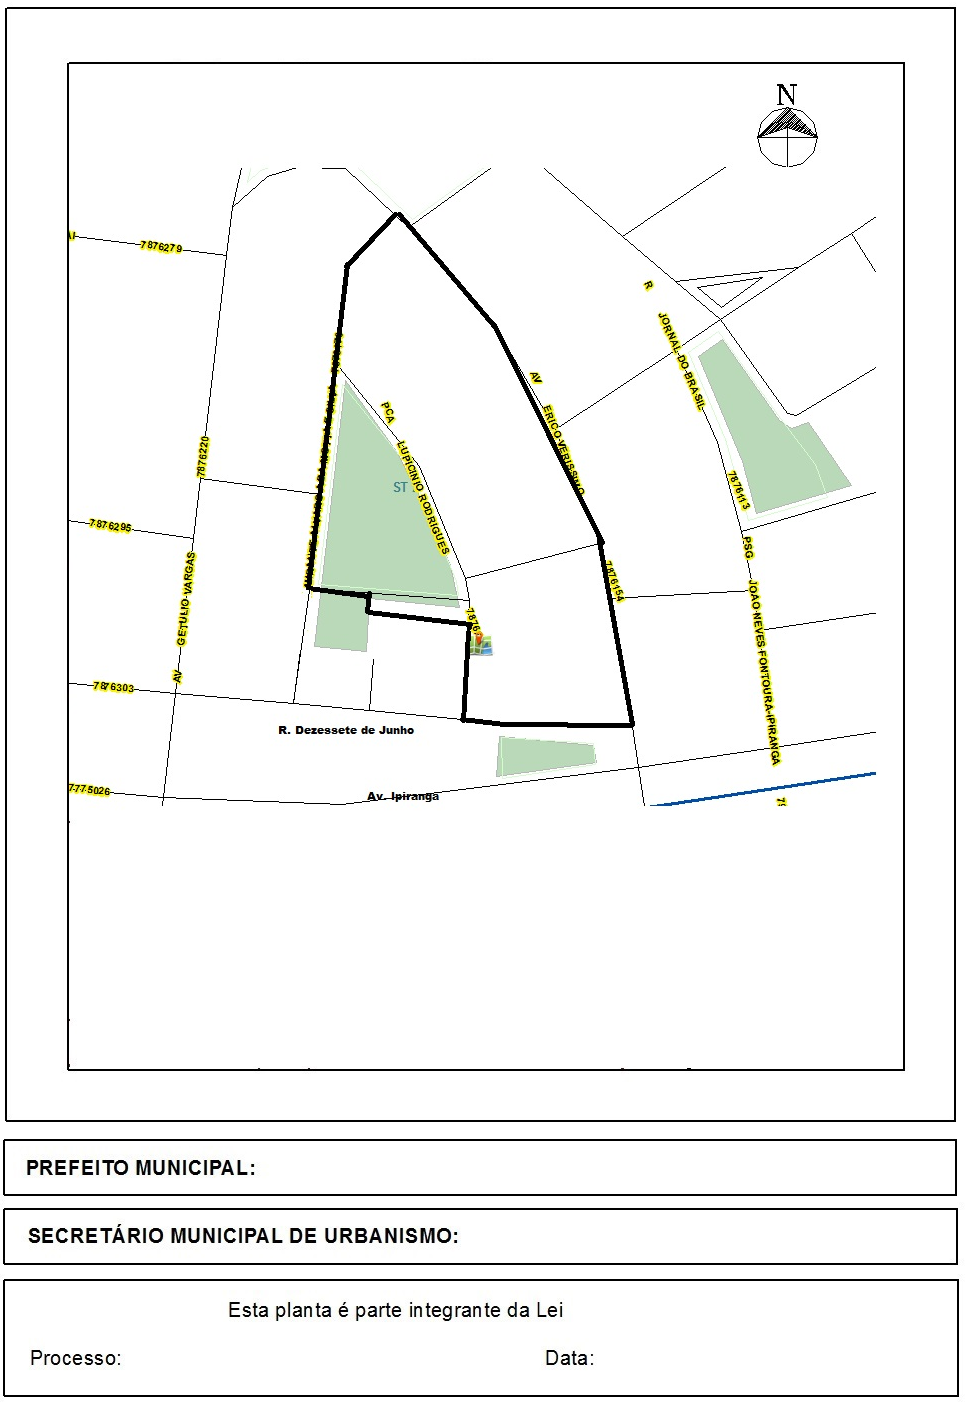 N
7876279
R
JORNAL DO BRASIL
AV
ERICO VERISSIMO
PCA
LUPICINIO RODRIGUES
7876220
ST
7876113
7876295
PSG
JOAO NEVES FONTOURA-IPIRANGA
GETULIO VARGAS
7876154
AV
7876303
R. Dezessete de Junho
7775026
Av. Ipiranga
PREFEITO MUNICIPAL:
SECRETÁRIO MUNICIPAL DE URBANISMO:
Esta planta é parte integrante da Lei
Processo:
Data: